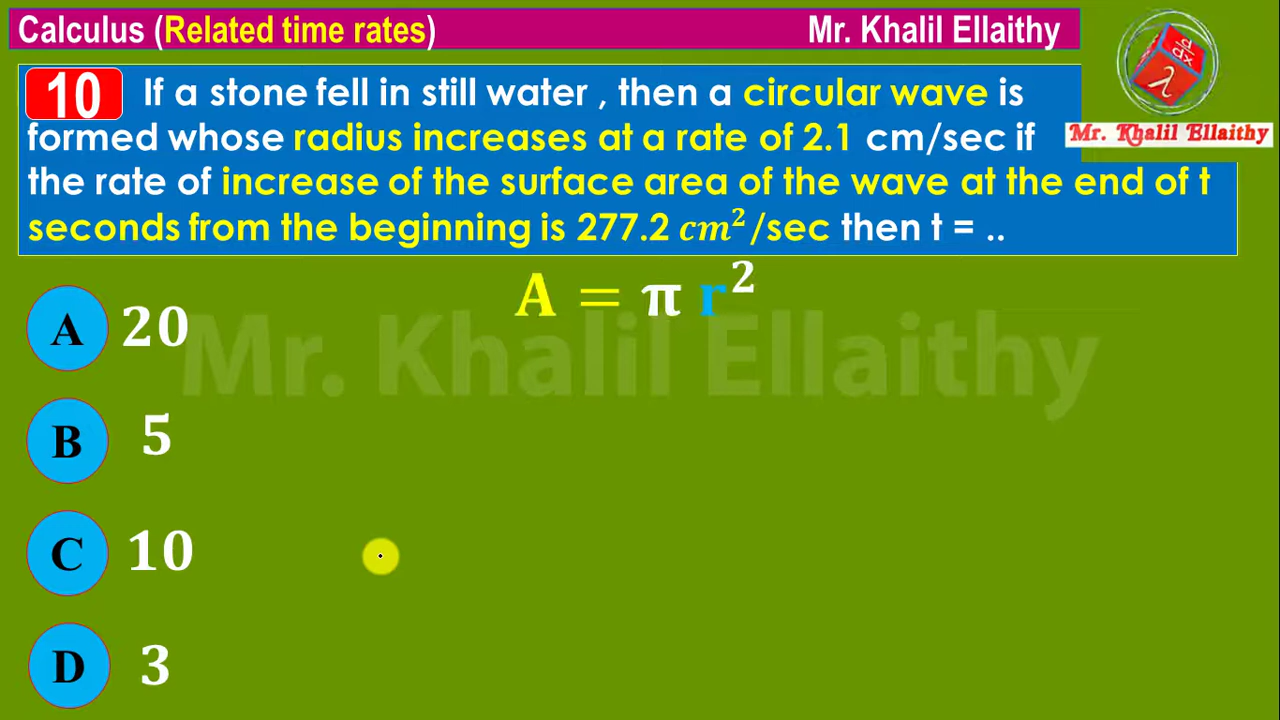 Calculus (Related time rates) Mr. Khalil Ellaithy
d
dx
λ
Mr. Khalil Ellaithy
10 If a stone fell in still water , then a circular wave is
formed whose radius increases at a rate of 2.1 cm/sec if
the rate of increase of the surface area of the wave at the end of t
seconds from the beginning is 277.2 cm²/sec then t = ..
A = π r²
A 20
Mr. Khalil Ellaithy
B 5
C 10
D 3